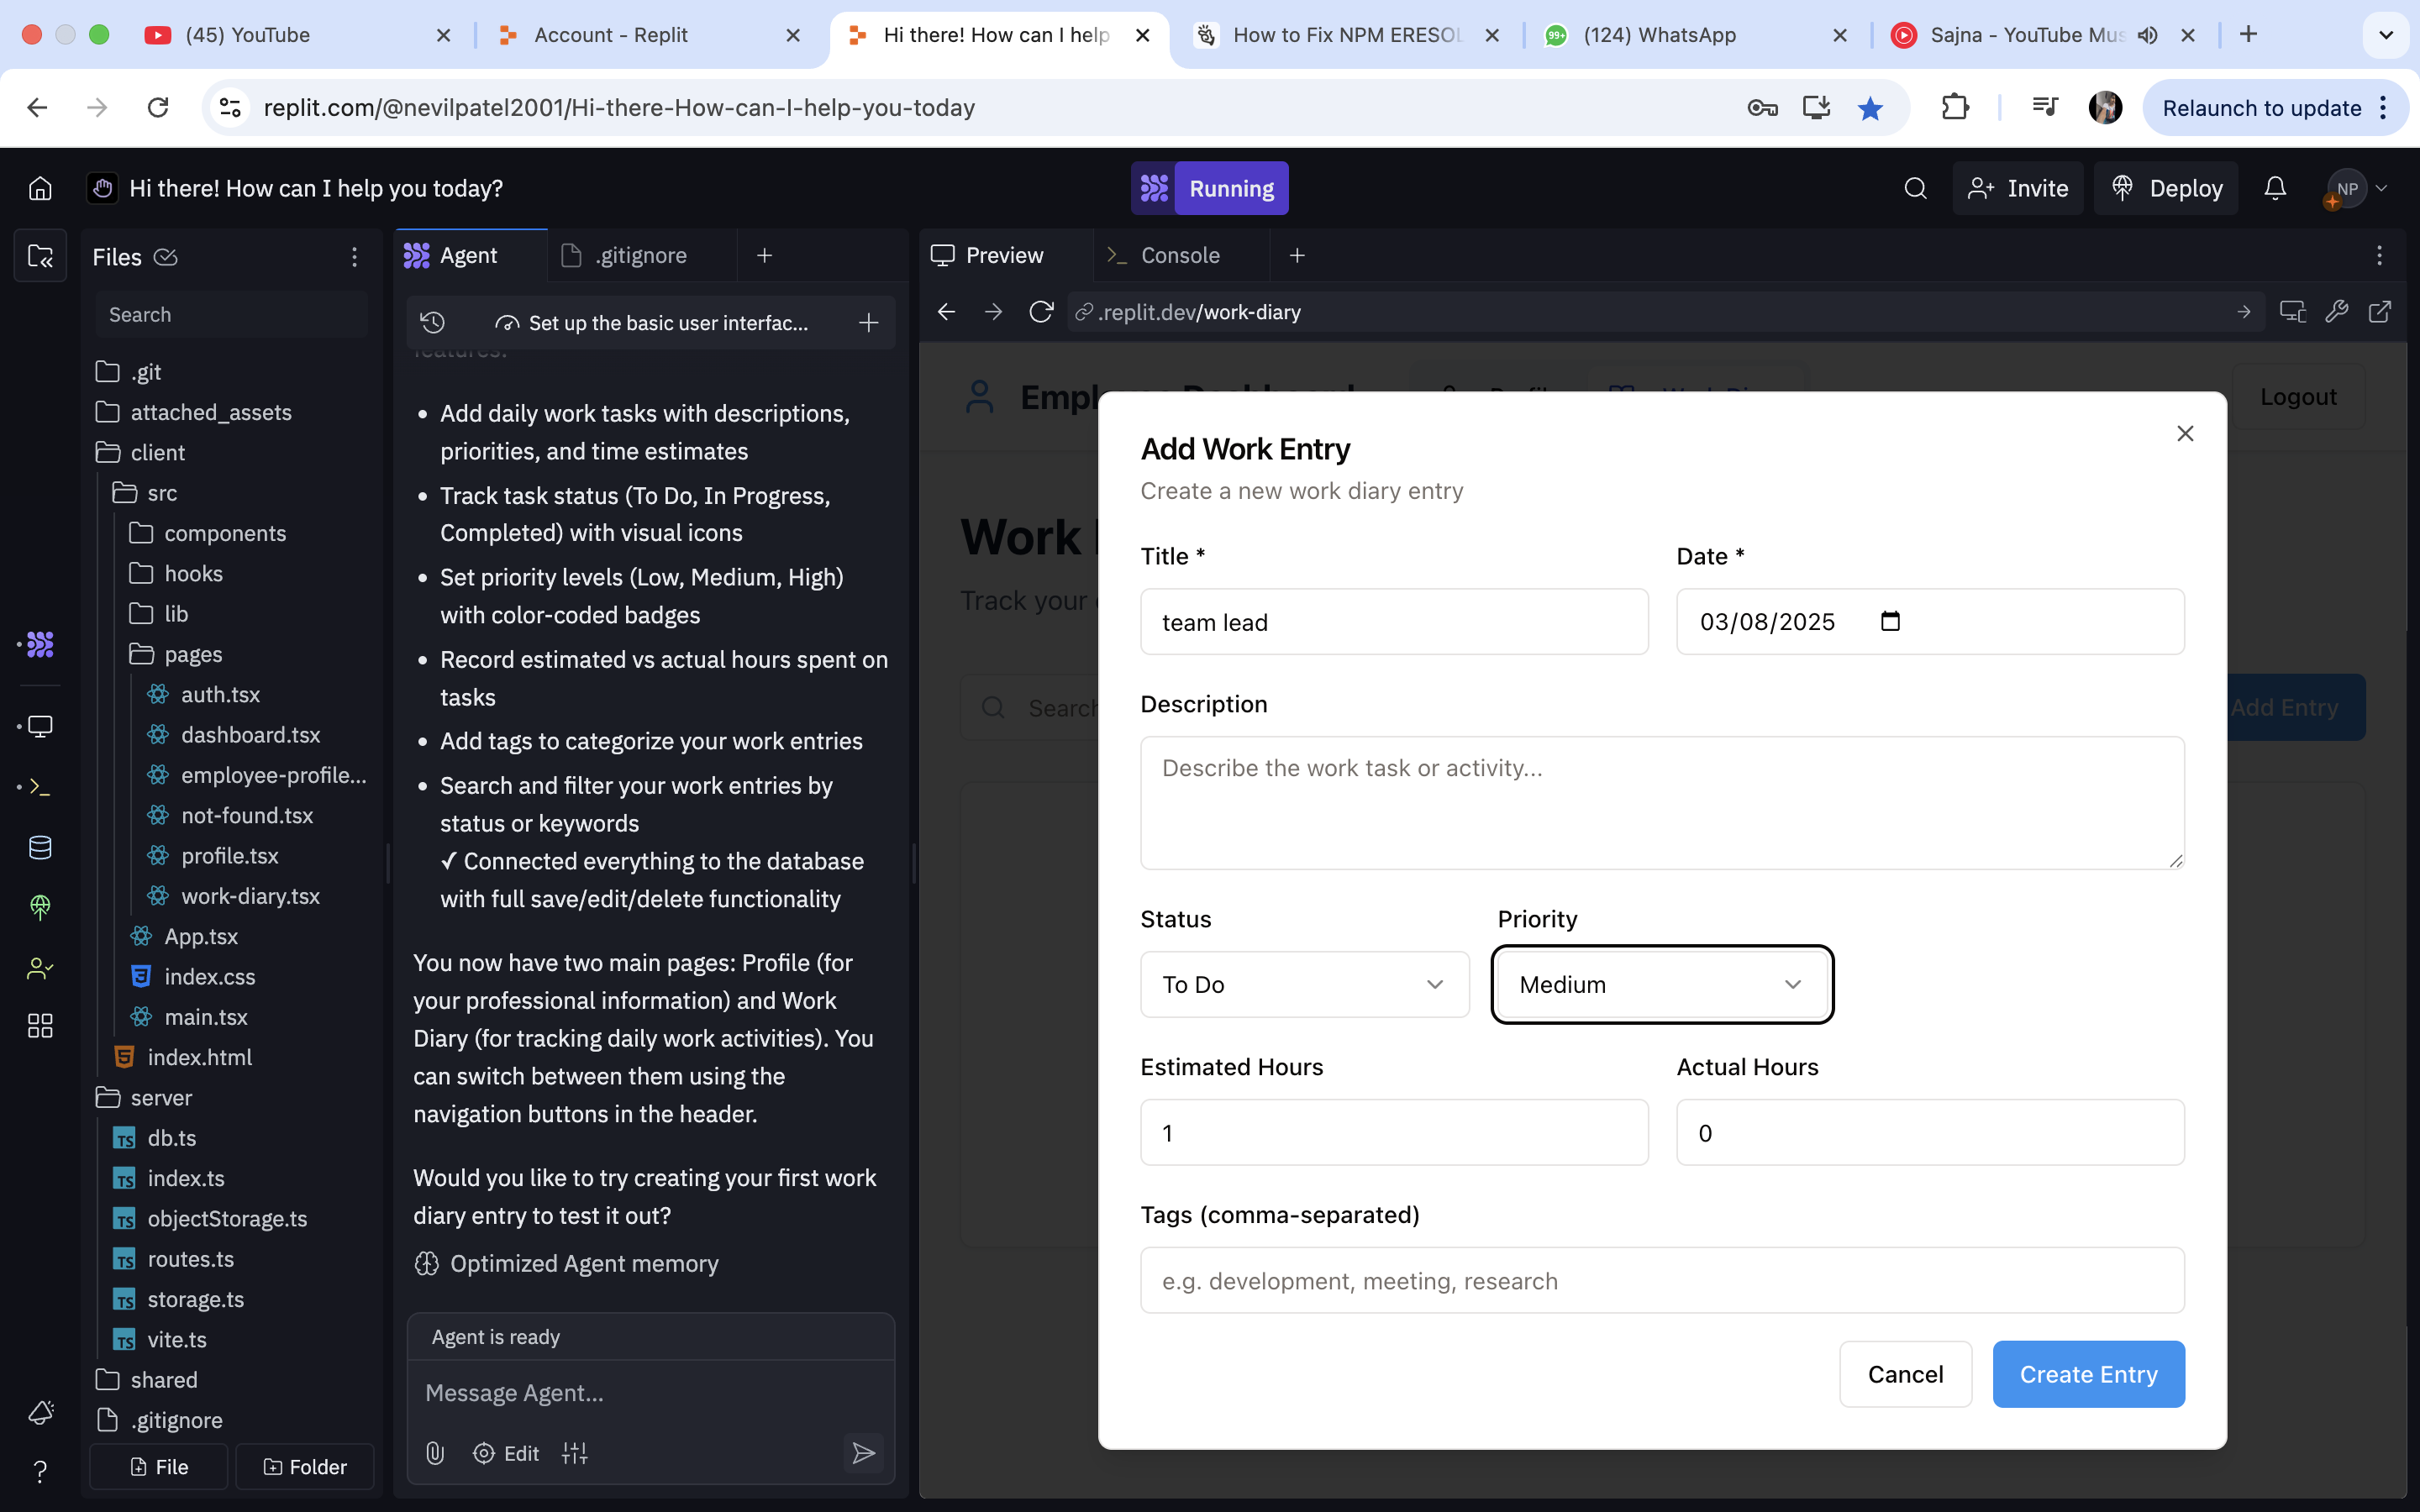 (45) YouTube
Account - Replit
Hi there! How can I help
How to Fix NPM ERESOL
99+
(124) WhatsApp
Sajna - YouTube Mus
replit.com/@nevilpatel2001/Hi-there-How-can-I-help-you-today
Relaunch to update
Hi there! How can I help you today?
Running
Invite
Deploy
NP
Files
Search
.git
attached_assets
client
src
components
hooks
lib
pages
auth.tsx
dashboard.tsx
employee-profile...
not-found.tsx
profile.tsx
work-diary.tsx
App.tsx
index.css
main.tsx
index.html
server
TS db.ts
TS index.ts
TS objectStorage.ts
TS routes.ts
TS storage.ts
TS vite.ts
shared
.gitignore
File
Folder
Agent
.gitignore
Set up the basic user interfac...
features:
• Add daily work tasks with descriptions,
priorities, and time estimates
• Track task status (To Do, In Progress,
Completed) with visual icons
• Set priority levels (Low, Medium, High)
with color-coded badges
• Record estimated vs actual hours spent on
tasks
• Add tags to categorize your work entries
• Search and filter your work entries by
status or keywords
✓ Connected everything to the database
with full save/edit/delete functionality
You now have two main pages: Profile (for
your professional information) and Work
Diary (for tracking daily work activities). You
can switch between them using the
navigation buttons in the header.
Would you like to try creating your first work
diary entry to test it out?
Optimized Agent memory
Agent is ready
Message Agent...
Edit
Preview
Console
.replit.dev/work-diary
Employee Dashboard
Logout
Work
Track your
Search
Add Entry
Add Work Entry
Create a new work diary entry
Title *
Date *
team lead
03/08/2025
Description
Describe the work task or activity...
Status
Priority
To Do
Medium
Estimated Hours
Actual Hours
1
0
Tags (comma-separated)
e.g. development, meeting, research
Cancel
Create Entry